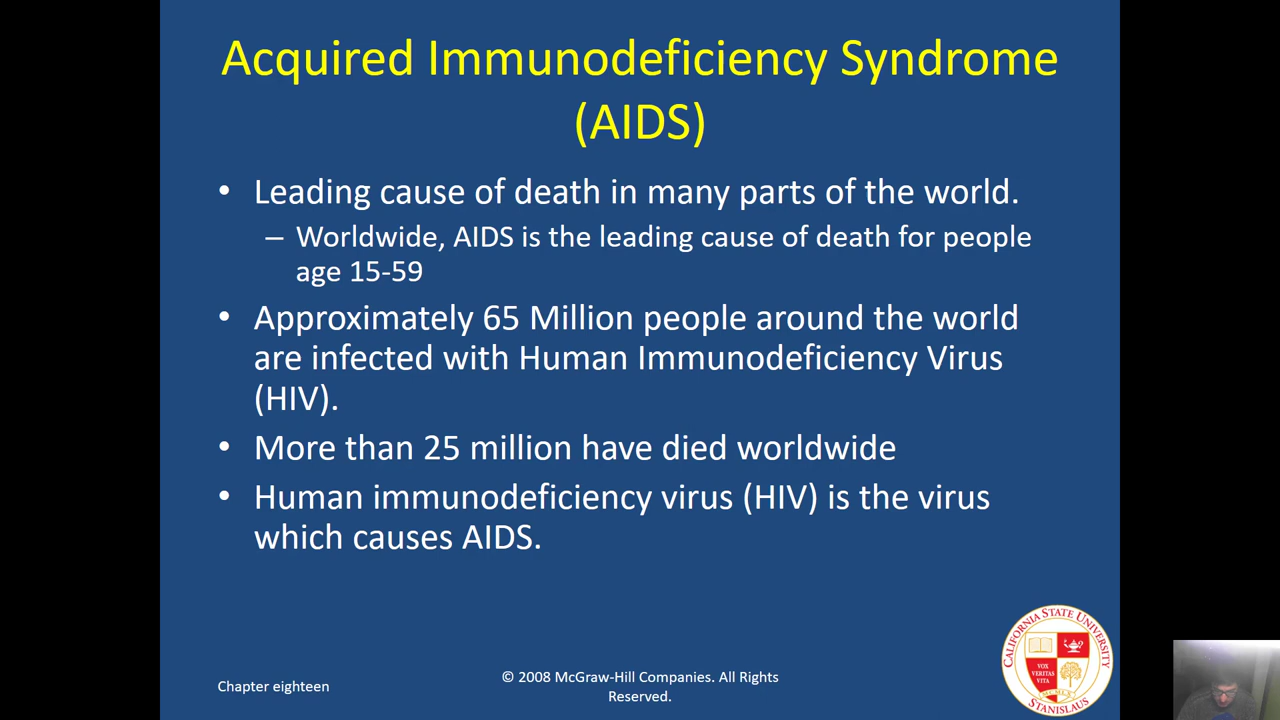 Acquired Immunodeficiency Syndrome
(AIDS)
• Leading cause of death in many parts of the world.
– Worldwide, AIDS is the leading cause of death for people
age 15-59
• Approximately 65 Million people around the world
are infected with Human Immunodeficiency Virus
(HIV).
• More than 25 million have died worldwide
• Human immunodeficiency virus (HIV) is the virus
which causes AIDS.
Chapter eighteen
© 2008 McGraw-Hill Companies. All Rights
Reserved.
CALIFORNIA STATE UNIVERSITY
VOX
VERITAS
VITA
STANISLAUS